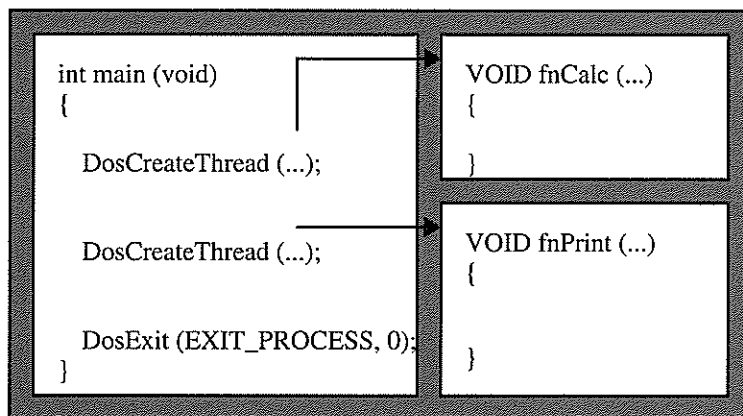 int main (void)
{
DosCreateThread (...);
DosCreateThread (...);
DosExit (EXIT_PROCESS, 0);
}
VOID fnCalc (...)
{
}
VOID fnPrint (...)
{
}